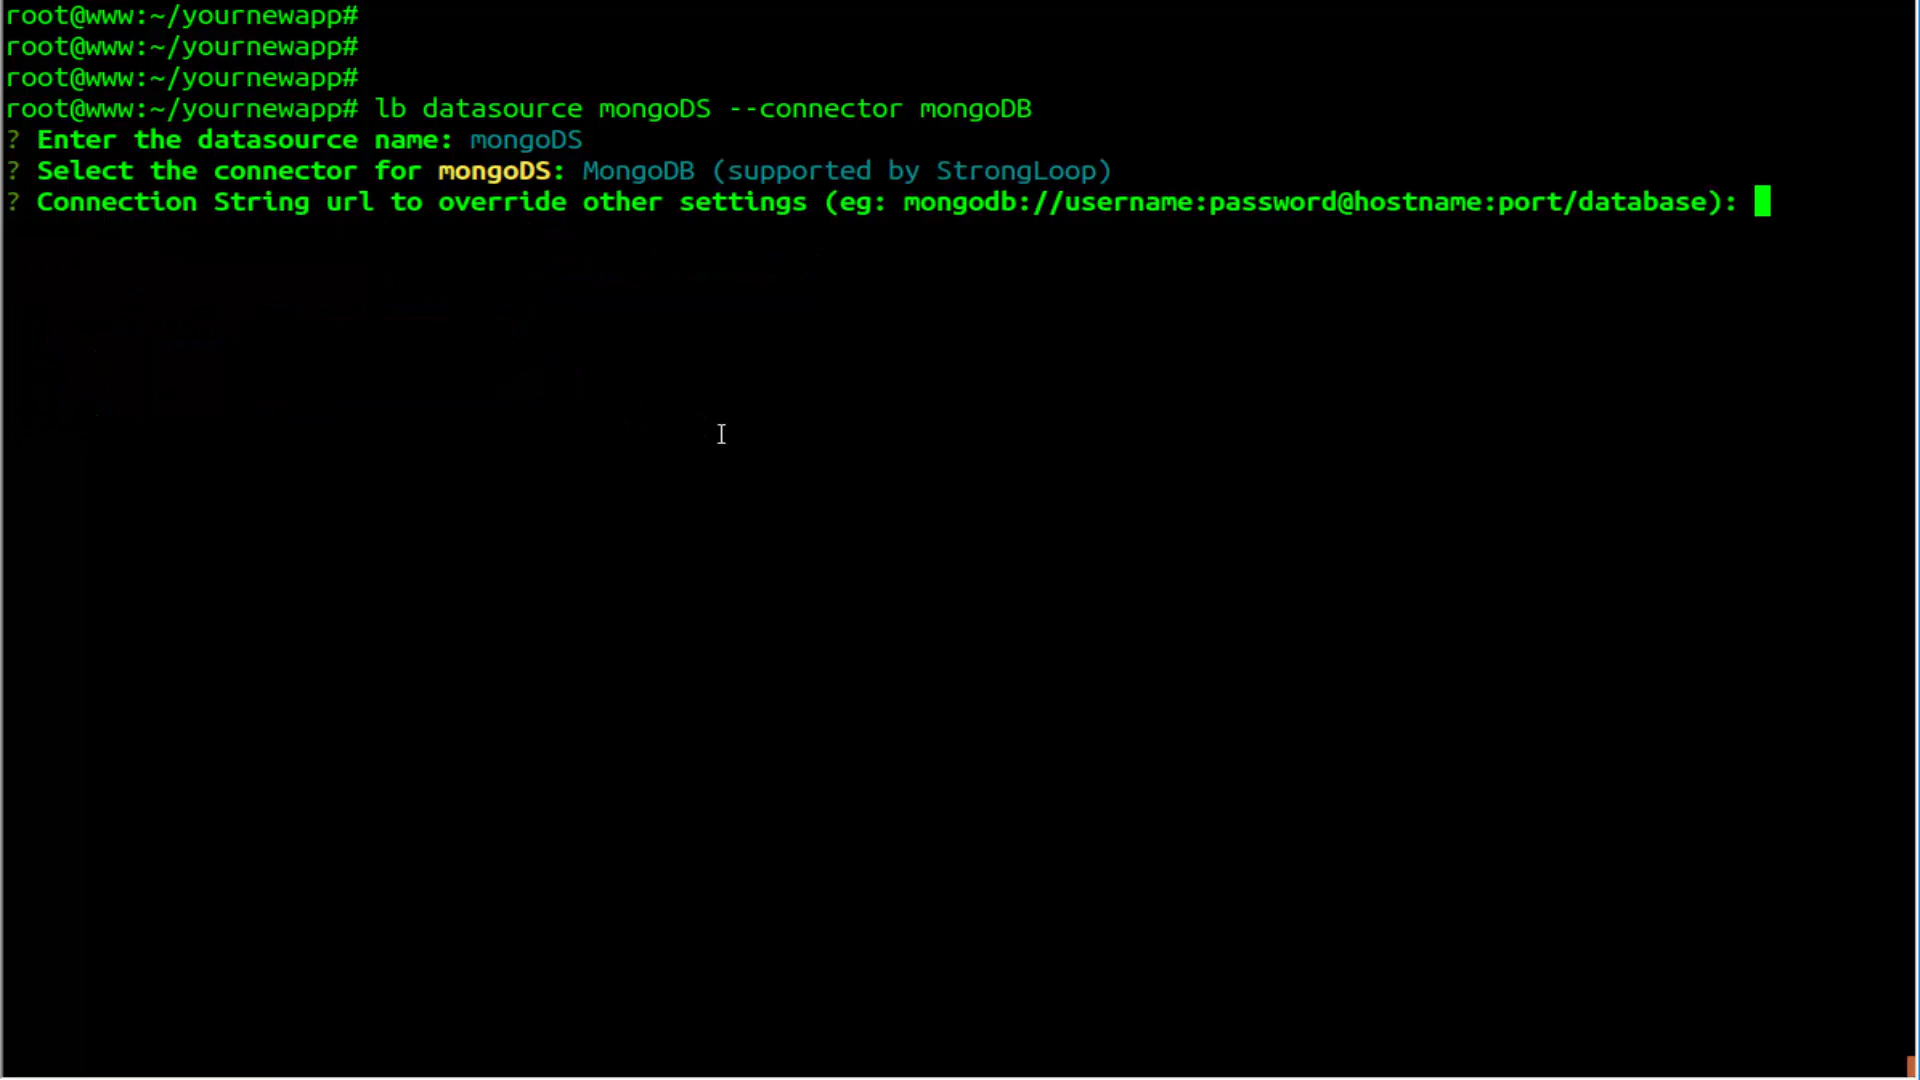 root@www:~/yournewapp#
root@www:~/yournewapp#
root@www:~/yournewapp#
root@www:~/yournewapp# lb datasource mongoDS --connector mongoDB
? Enter the datasource name: mongoDS
? Select the connector for mongoDS: MongoDB (supported by StrongLoop)
? Connection String url to override other settings (eg: mongodb://username:password@hostname:port/database):